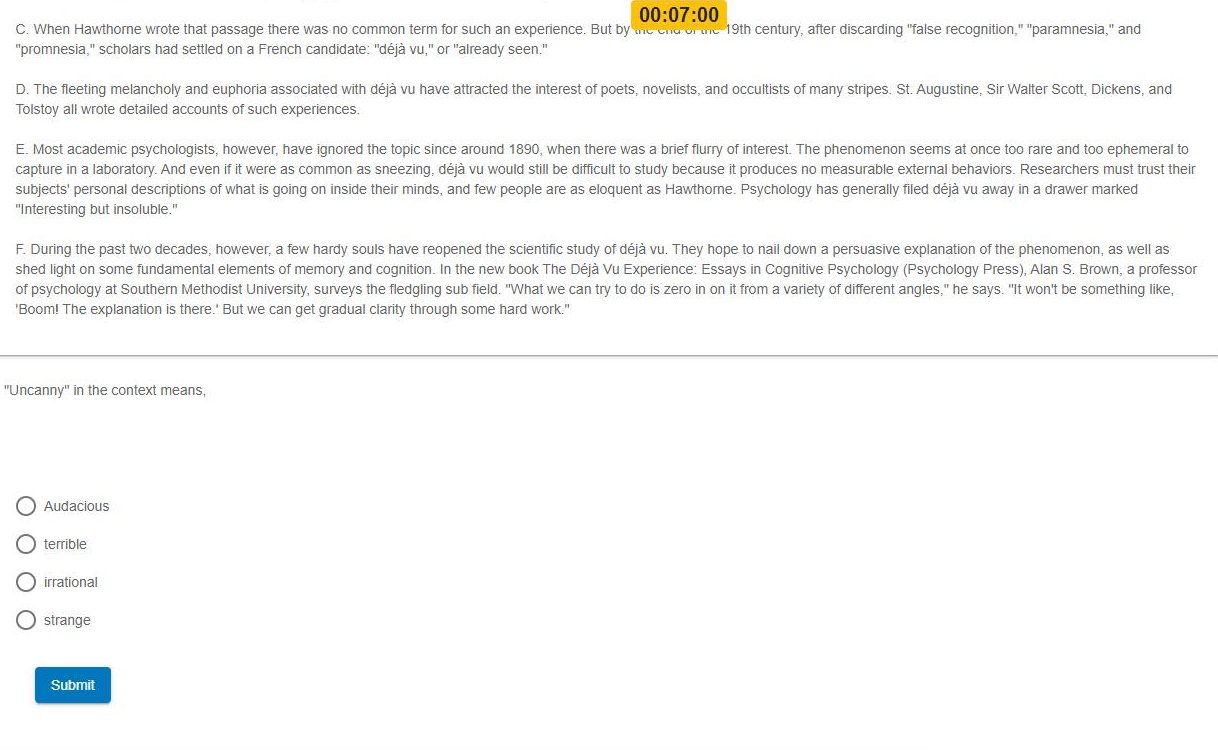 00:07:00
C. When Hawthorne wrote that passage there was no common term for such an experience. But by the end of the 19th century, after discarding "false recognition," "paramnesia," and
"promnesia," scholars had settled on a French candidate: "déjà vu," or "already seen."
D. The fleeting melancholy and euphoria associated with déjà vu have attracted the interest of poets, novelists, and occultists of many stripes. St. Augustine, Sir Walter Scott, Dickens, and
Tolstoy all wrote detailed accounts of such experiences.
E. Most academic psychologists, however, have ignored the topic since around 1890, when there was a brief flurry of interest. The phenomenon seems at once too rare and too ephemeral to
capture in a laboratory. And even if it were as common as sneezing, déjà vu would still be difficult to study because it produces no measurable external behaviors. Researchers must trust their
subjects' personal descriptions of what is going on inside their minds, and few people are as eloquent as Hawthorne. Psychology has generally filed déjà vu away in a drawer marked
"Interesting but insoluble."
F. During the past two decades, however, a few hardy souls have reopened the scientific study of déjà vu. They hope to nail down a persuasive explanation of the phenomenon, as well as
shed light on some fundamental elements of memory and cognition. In the new book The Déjà Vu Experience: Essays in Cognitive Psychology (Psychology Press), Alan S. Brown, a professor
of psychology at Southern Methodist University, surveys the fledgling sub field. "What we can try to do is zero in on it from a variety of different angles," he says. "It won't be something like,
'Boom! The explanation is there.' But we can get gradual clarity through some hard work."
"Uncanny" in the context means,
Audacious
terrible
irrational
strange
Submit